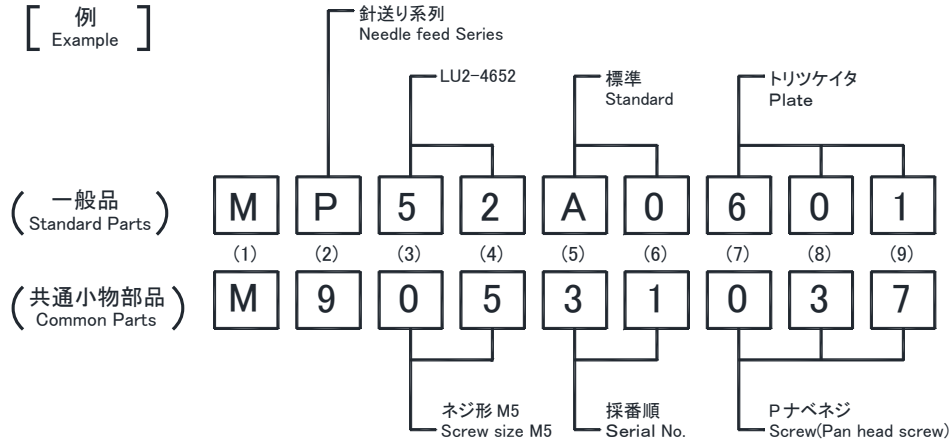 例
Example
針送り系列
Needle feed Series
LU2-4652
標準
Standard
トリツケイタ
Plate
一般品
Standard Parts
M P 5 2 A 0 6 0 1
(1) (2) (3) (4) (5) (6) (7) (8) (9)
共通小物部品
Common Parts
M 9 0 5 3 1 0 3 7
ネジ形 M5
Screw size M5
採番順
Serial No.
Pナベネジ
Screw(Pan head screw)